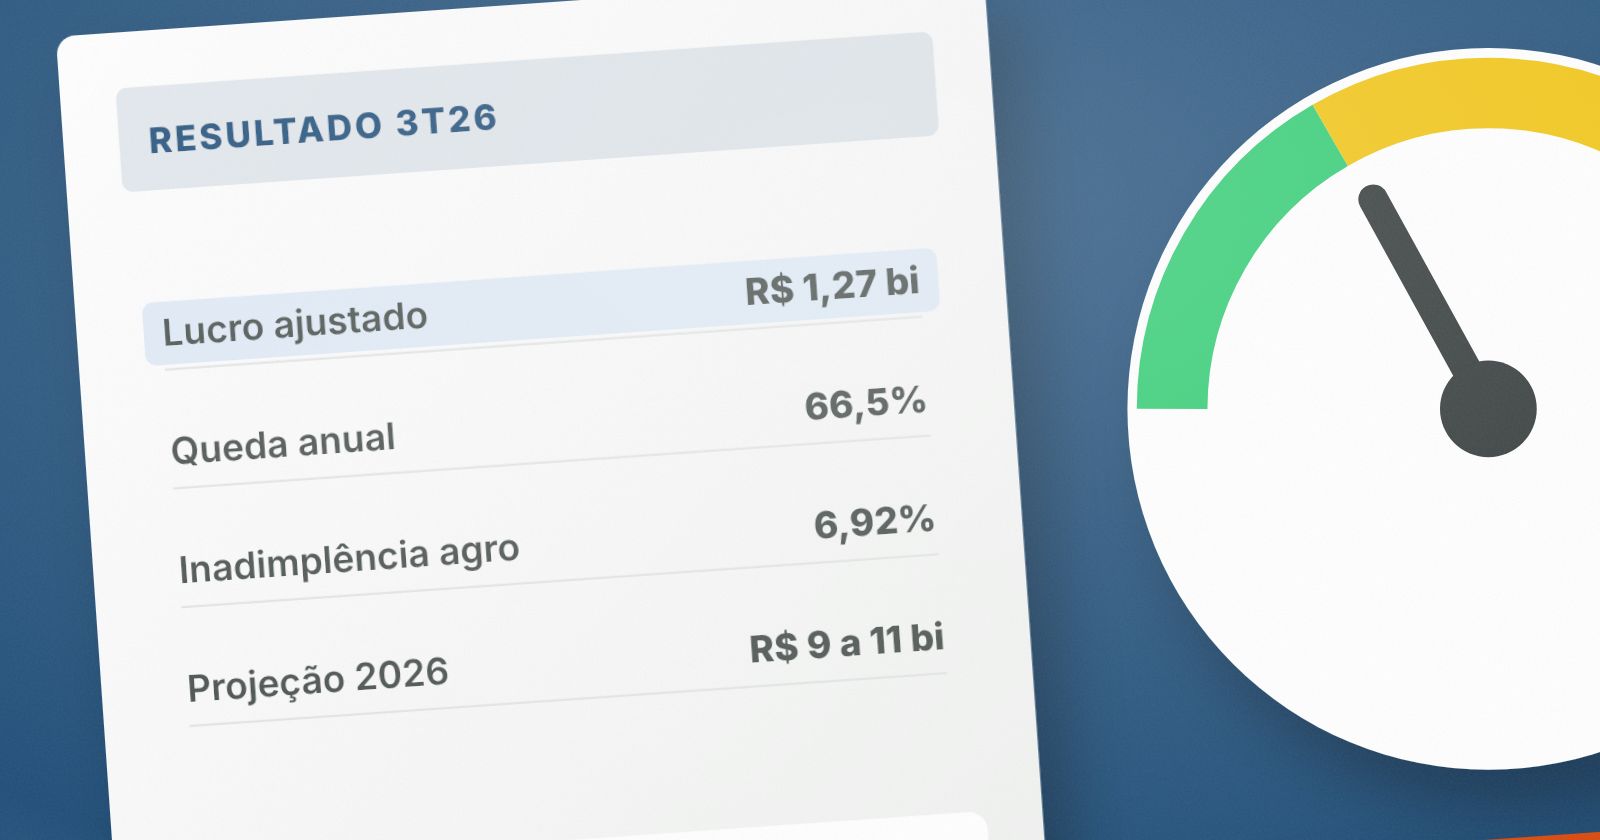 RESULTADO 3T26
Lucro ajustado R$ 1,27 bi
Queda anual 66,5%
Inadimplência agro 6,92%
Projeção 2026 R$ 9 a 11 bi